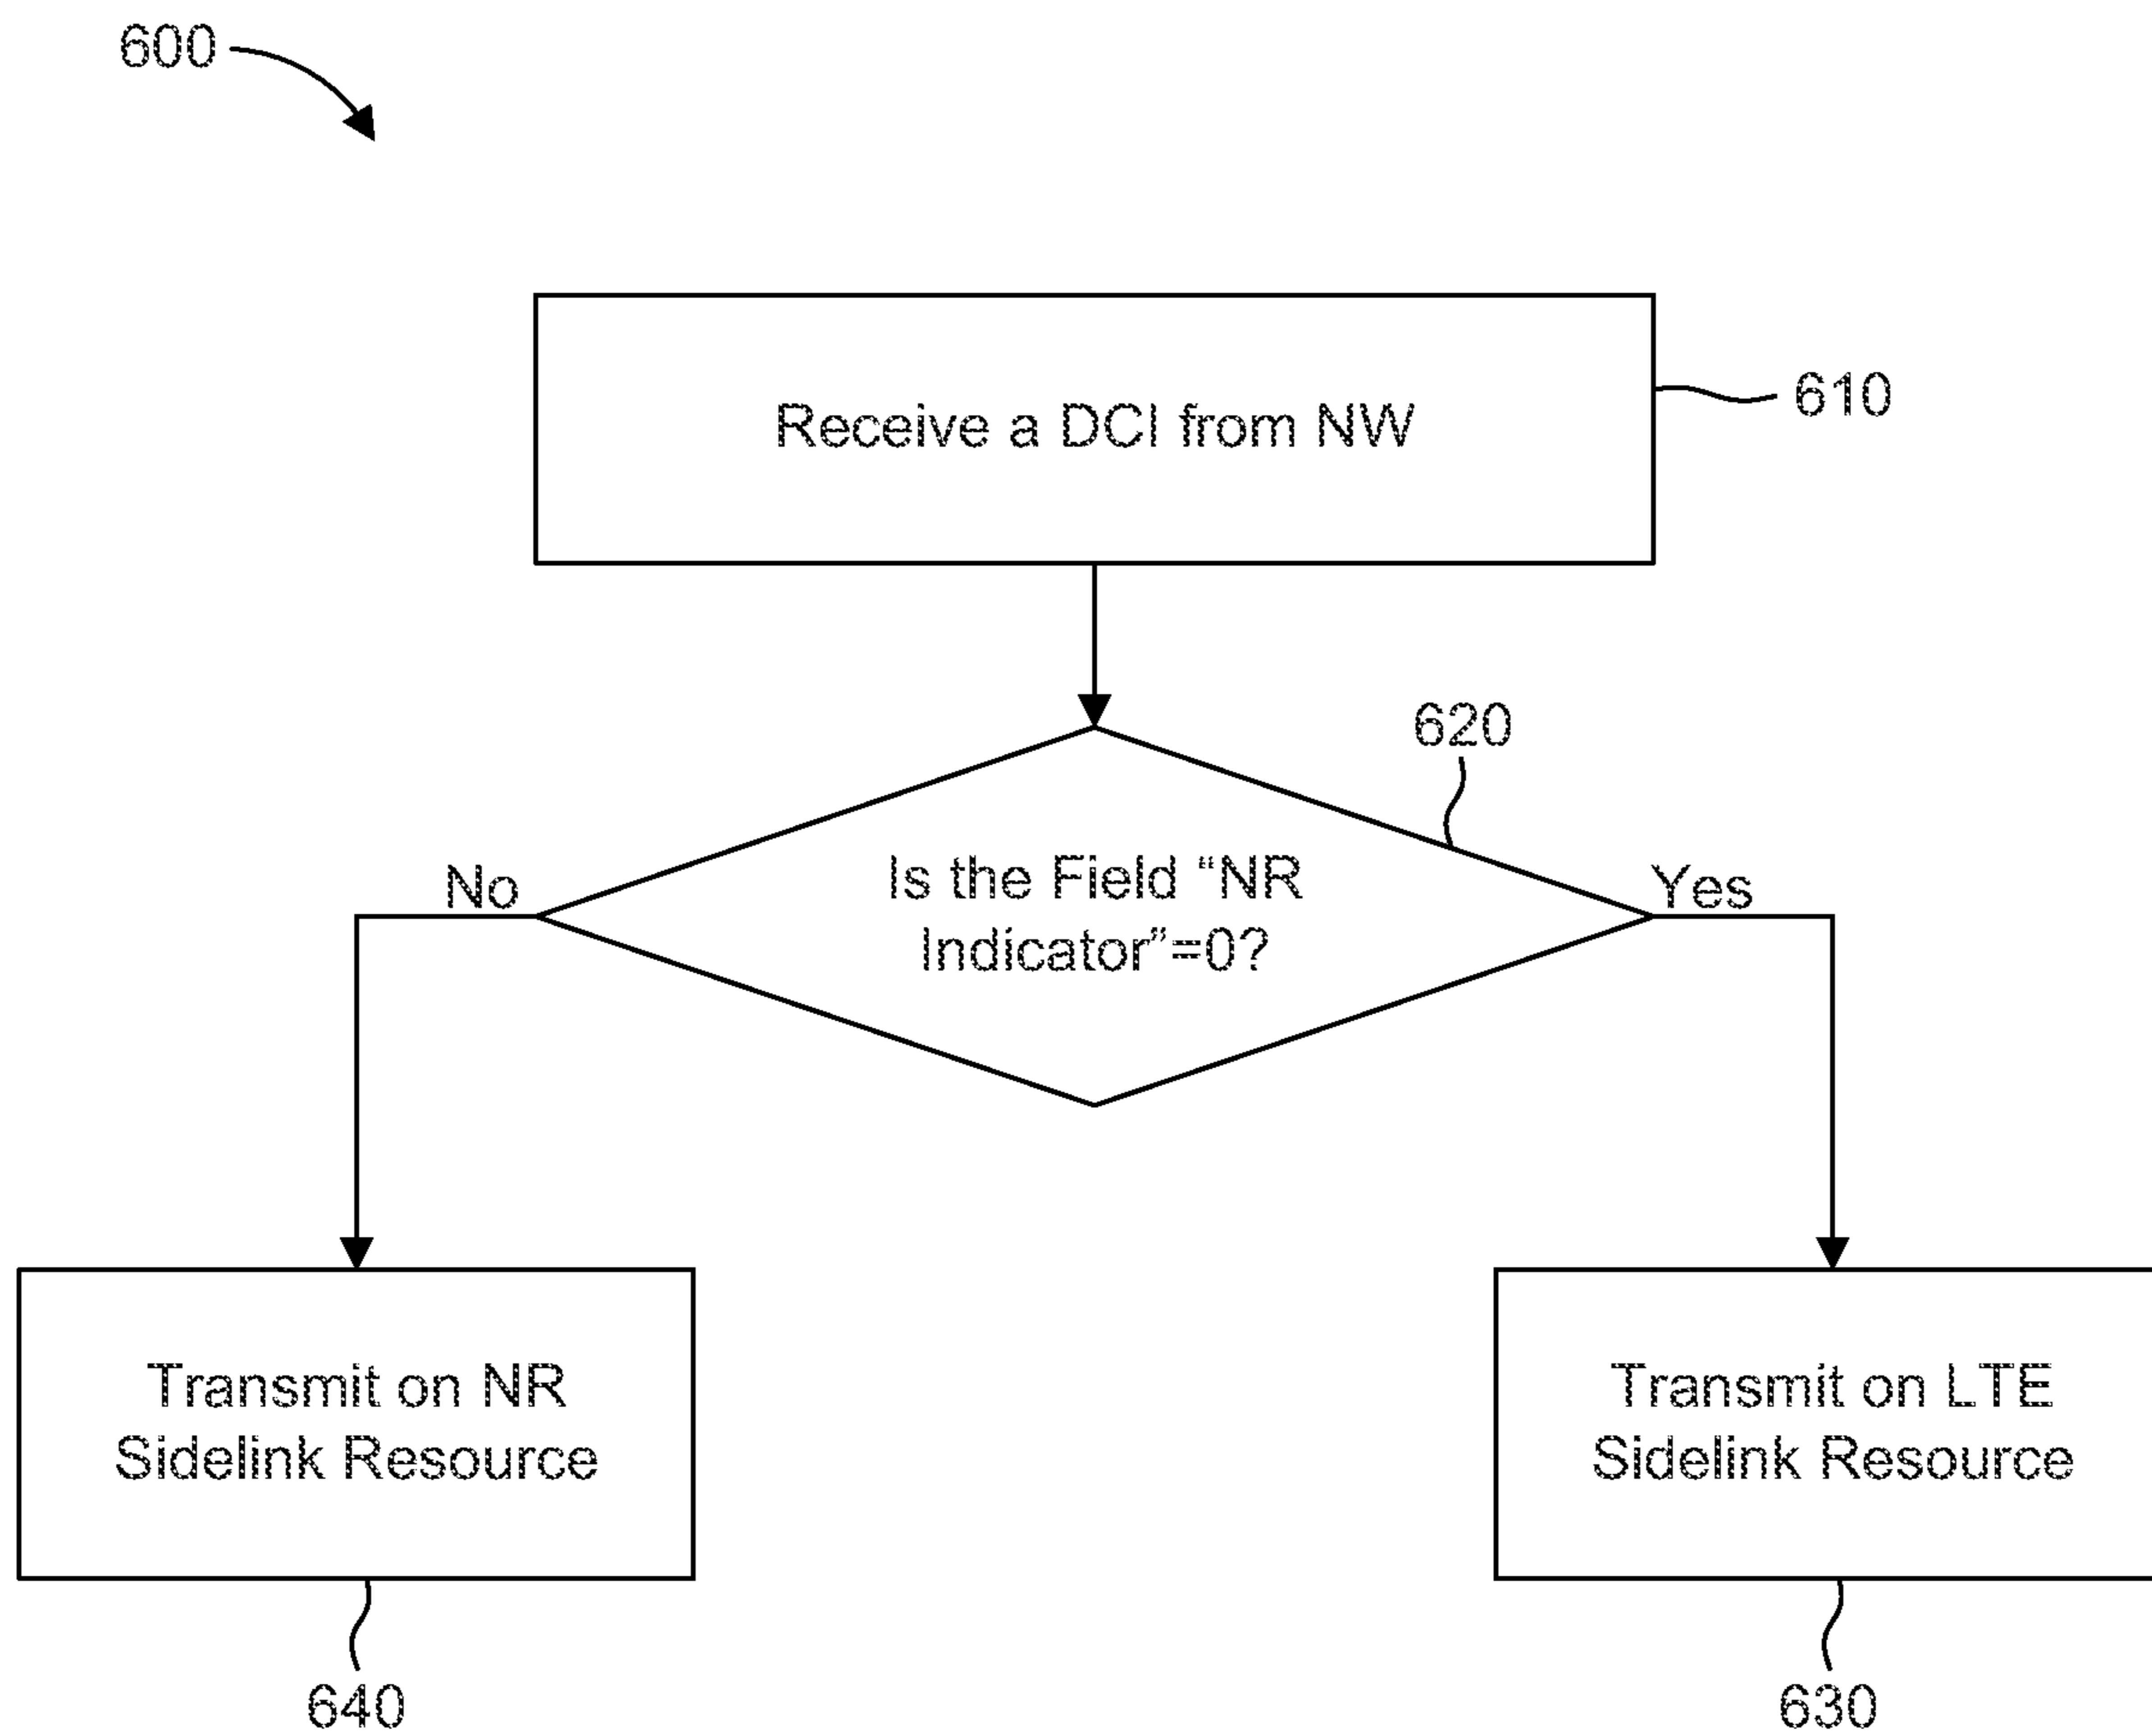 600
Receive a DCI from NW
610
620
Is the Field “NR
Indicator”=0?
No
Yes
Transmit on NR
Sidelink Resource
Transmit on LTE
Sidelink Resource
640
630